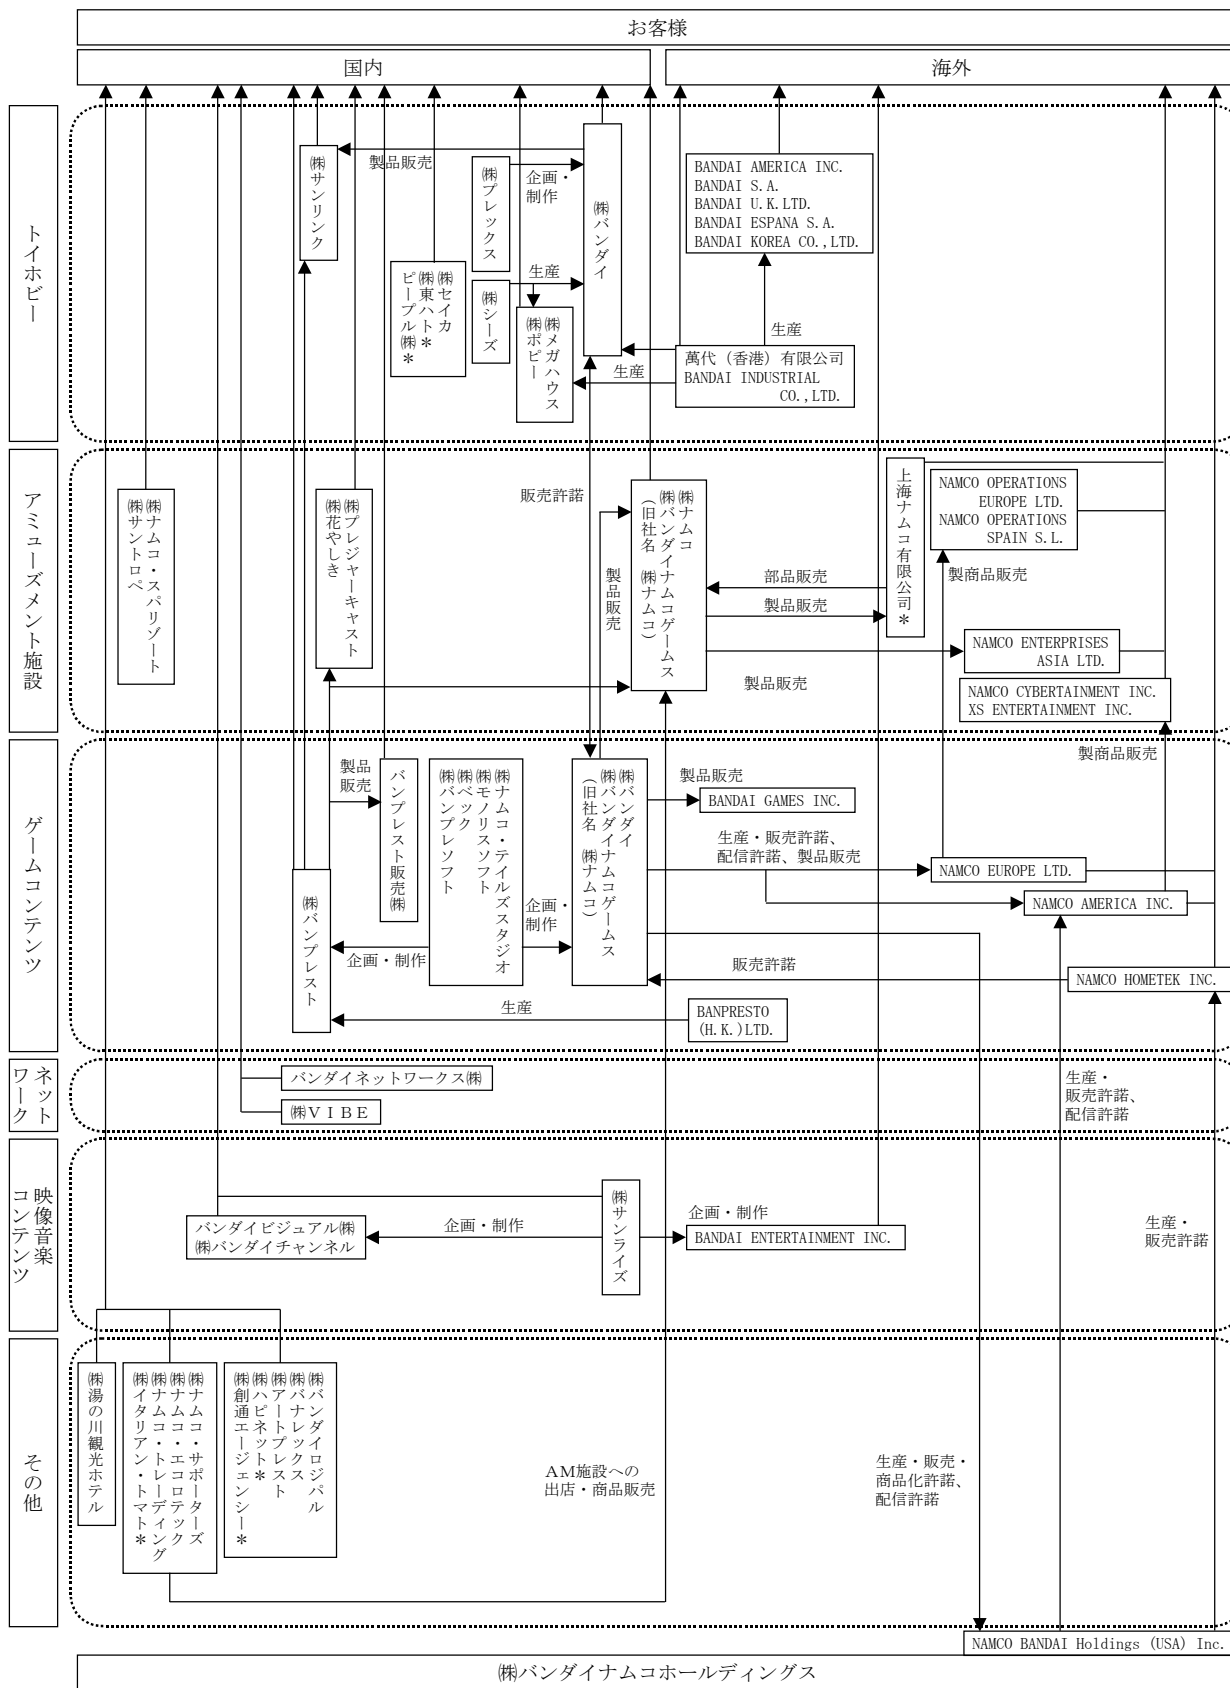 お客様
国内
海外
トイホビー
㈱サンリンク
製品販売
㈱プレックス
企画・
制作
㈱バンダイ
BANDAI AMERICA INC.
BANDAI S.A.
BANDAI U.K.LTD.
BANDAI ESPANA S.A.
BANDAI KOREA CO.,LTD.
㈱セイカ
㈱東ハト＊
ピープル㈱＊
生産
㈱シーズ
㈱メガハウス
㈱ポピー
生産
生産
萬代（香港）有限公司
BANDAI INDUSTRIAL
CO.,LTD.
アミューズメント施設
㈱ナムコ・スパリゾート
㈱サントロペ
㈱プレジャーキャスト
㈱花やしき
販売許諾
製品販売
㈱ナムコ
㈱バンダイナムコゲームス
（旧社名　㈱ナムコ）
部品販売
製品販売
製品販売
上海ナムコ有限公司＊
NAMCO OPERATIONS
EUROPE LTD.
NAMCO OPERATIONS
SPAIN S.L.
製商品販売
NAMCO ENTERPRISES
ASIA LTD.
NAMCO CYBERTAINMENT INC.
XS ENTERTAINMENT INC.
製商品販売
ゲームコンテンツ
製品
販売
バンプレスト販売㈱
㈱ナムコ・テイルズスタジオ
㈱モノリスソフト
㈱ベック
㈱バンプレソフト
㈱バンダイ
㈱バンダイナムコゲームス
（旧社名　㈱ナムコ）
製品販売
BANDAI GAMES INC.
生産・販売許諾、
配信許諾、製品販売
NAMCO EUROPE LTD.
NAMCO AMERICA INC.
㈱バンプレスト
企画・制作
企画・
制作
販売許諾
NAMCO HOMETEK INC.
生産
BANPRESTO
(H.K.)LTD.
ネット
ワーク
バンダイネットワークス㈱
㈱ＶＩＢＥ
生産・
販売許諾、
配信許諾
映像音楽
コンテンツ
バンダイビジュアル㈱
㈱バンダイチャンネル
企画・制作
㈱サンライズ
企画・制作
BANDAI ENTERTAINMENT INC.
生産・
販売許諾
その他
㈱湯の川観光ホテル
㈱ナムコ・サポーターズ
㈱ナムコ・エコロテック
㈱ナムコ・トレーディング
㈱イタリアン・トマト＊
㈱バンダイロジパル
㈱バナレックス
㈱アートプレスト
㈱ハピネット＊
㈱創通エージェンシー＊
ＡＭ施設への
出店・商品販売
生産・販売・
商品化許諾、
配信許諾
NAMCO BANDAI Holdings (USA) Inc.
㈱バンダイナムコホールディングス